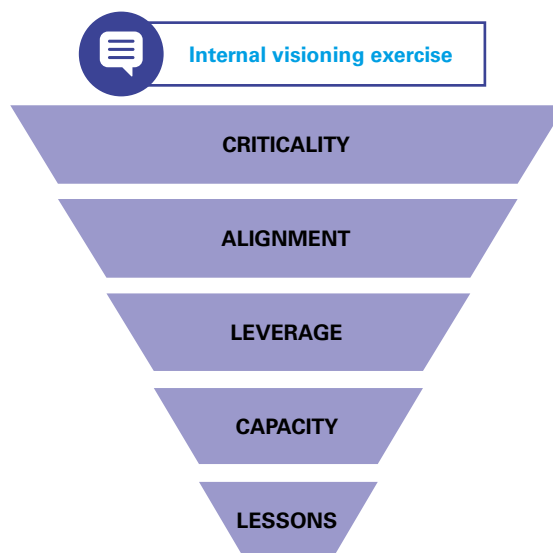 Internal visioning exercise
CRITICALITY
ALIGNMENT
LEVERAGE
CAPACITY
LESSONS